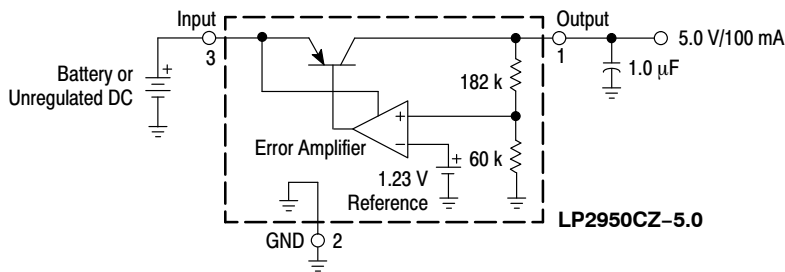 Input
Output
3
1
5.0 V/100 mA
Battery or
Unregulated DC
+
182 k
1.0 µF
+
−
Error Amplifier
60 k
+
1.23 V
Reference
LP2950CZ−5.0
GND
2